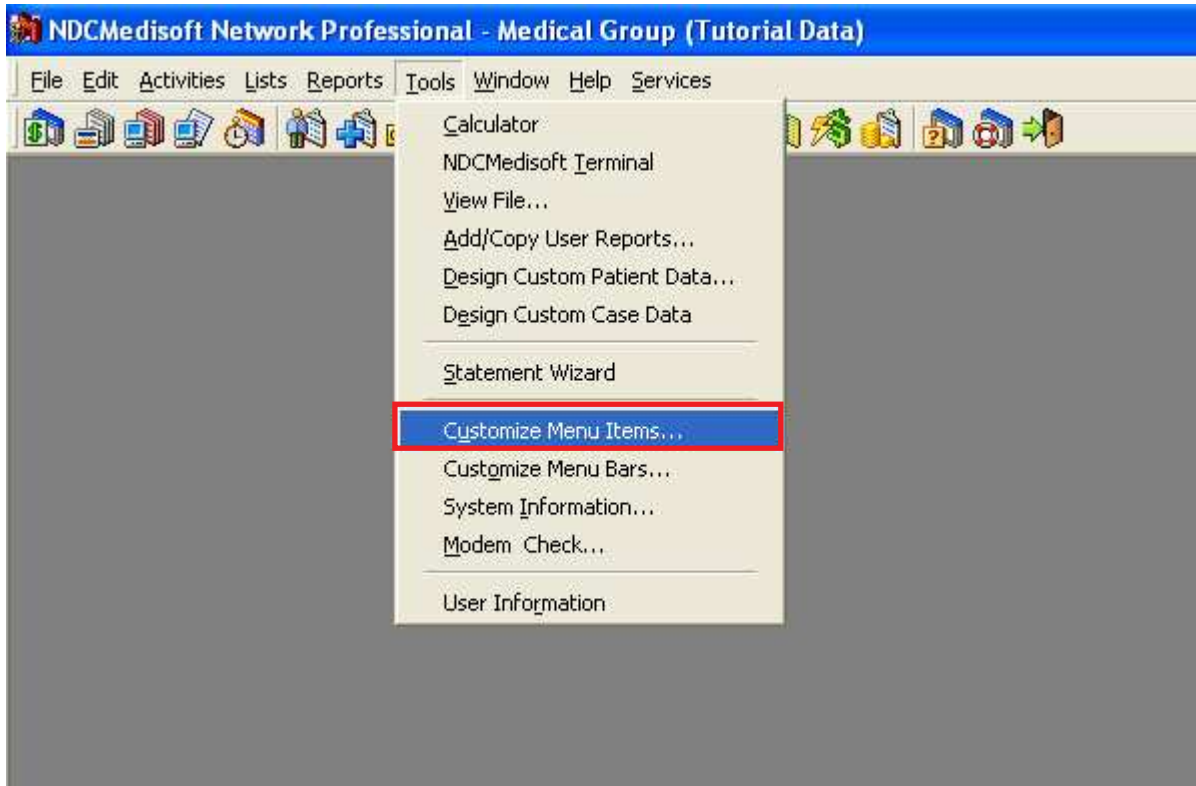 NDCMedisoft Network Professional - Medical Group (Tutorial Data)
File Edit Activities Lists Reports Tools Window Help Services
Calculator
NDCMedisoft Terminal
View File...
Add/Copy User Reports...
Design Custom Patient Data...
Design Custom Case Data
Statement Wizard
Customize Menu Items...
Customize Menu Bars...
System Information...
Modem Check...
User Information